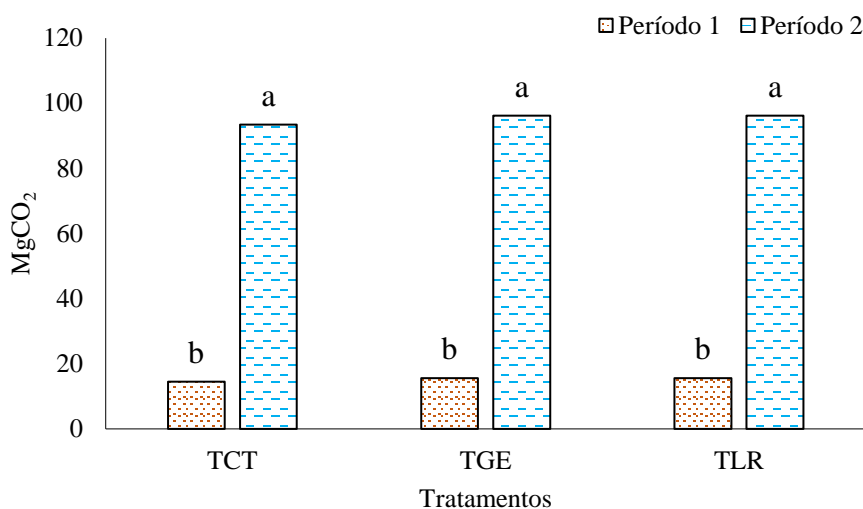 Período 1 Período 2
120
100
80
60
40
20
0
MgCO₂
a
a
a
b
b
b
TCT TGE TLR
Tratamentos